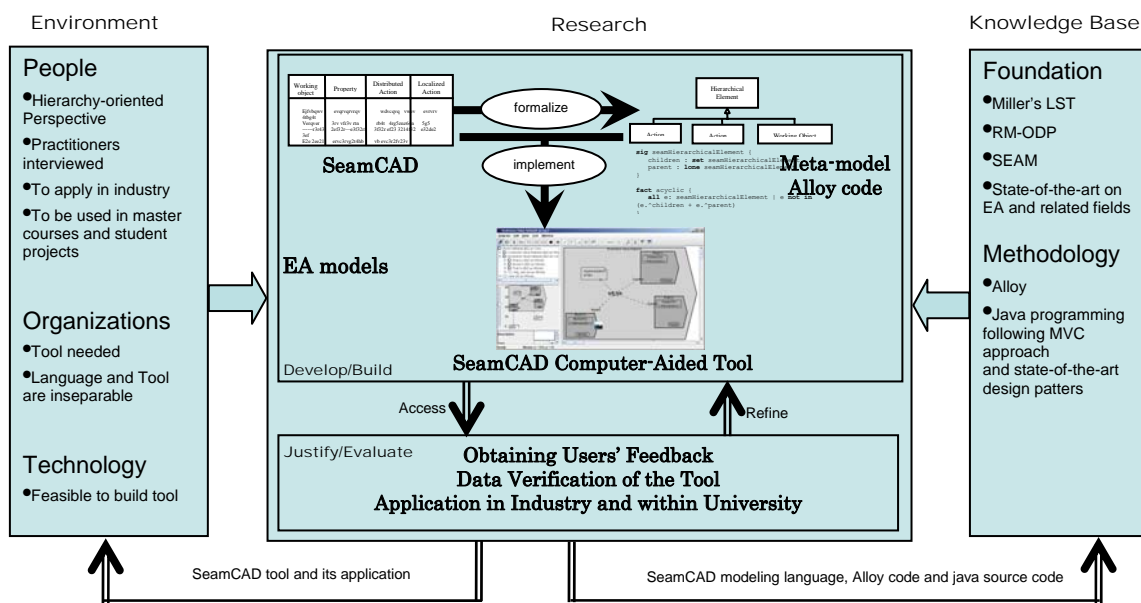 Environment
Research
Knowledge Base
People
•Hierarchy-oriented
Perspective
•Practitioners
interviewed
•To apply in industry
•To be used in master
courses and student
projects
Organizations
•Tool needed
•Language and Tool
are inseparable
Technology
•Feasible to build tool
Working
object
Property
Distributed
Action
Localized
Action
SeamCAD
formalize
implement
Hierarchical
Element
Action
Action
Working Object
sig seamHierarchicalElement {
children : set seamHierarchicalElem
parent : lone seamHierarchicalElem
}
fact acyclic {
all e: seamHierarchicalElement | e not in
(e.^children + e.^parent)
Meta-model
Alloy code
EA models
SeamCAD Computer-Aided Tool
Develop/Build
Access
Refine
Justify/Evaluate
Obtaining Users' Feedback
Data Verification of the Tool
Application in Industry and within University
Foundation
•Miller's LST
•RM-ODP
•SEAM
•State-of-the-art on
EA and related fields
Methodology
•Alloy
•Java programming
following MVC
approach
and state-of-the-art
design patters
SeamCAD tool and its application
SeamCAD modeling language, Alloy code and java source code